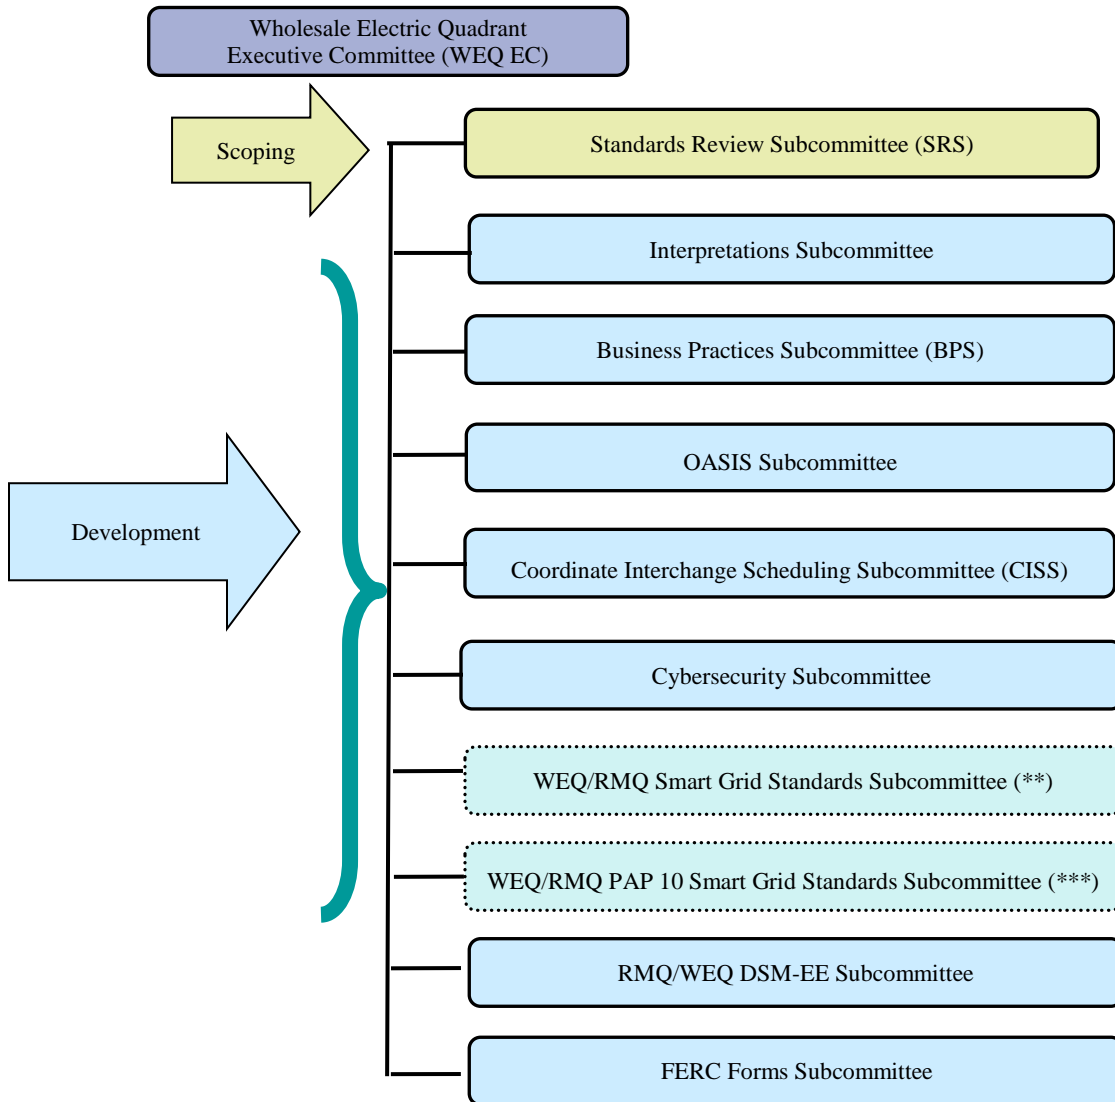 Wholesale Electric Quadrant
Executive Committee (WEQ EC)
Scoping
Standards Review Subcommittee (SRS)
Interpretations Subcommittee
Business Practices Subcommittee (BPS)
OASIS Subcommittee
Development
Coordinate Interchange Scheduling Subcommittee (CISS)
Cybersecurity Subcommittee
WEQ/RMQ Smart Grid Standards Subcommittee (**)
WEQ/RMQ PAP 10 Smart Grid Standards Subcommittee (***)
RMQ/WEQ DSM-EE Subcommittee
FERC Forms Subcommittee